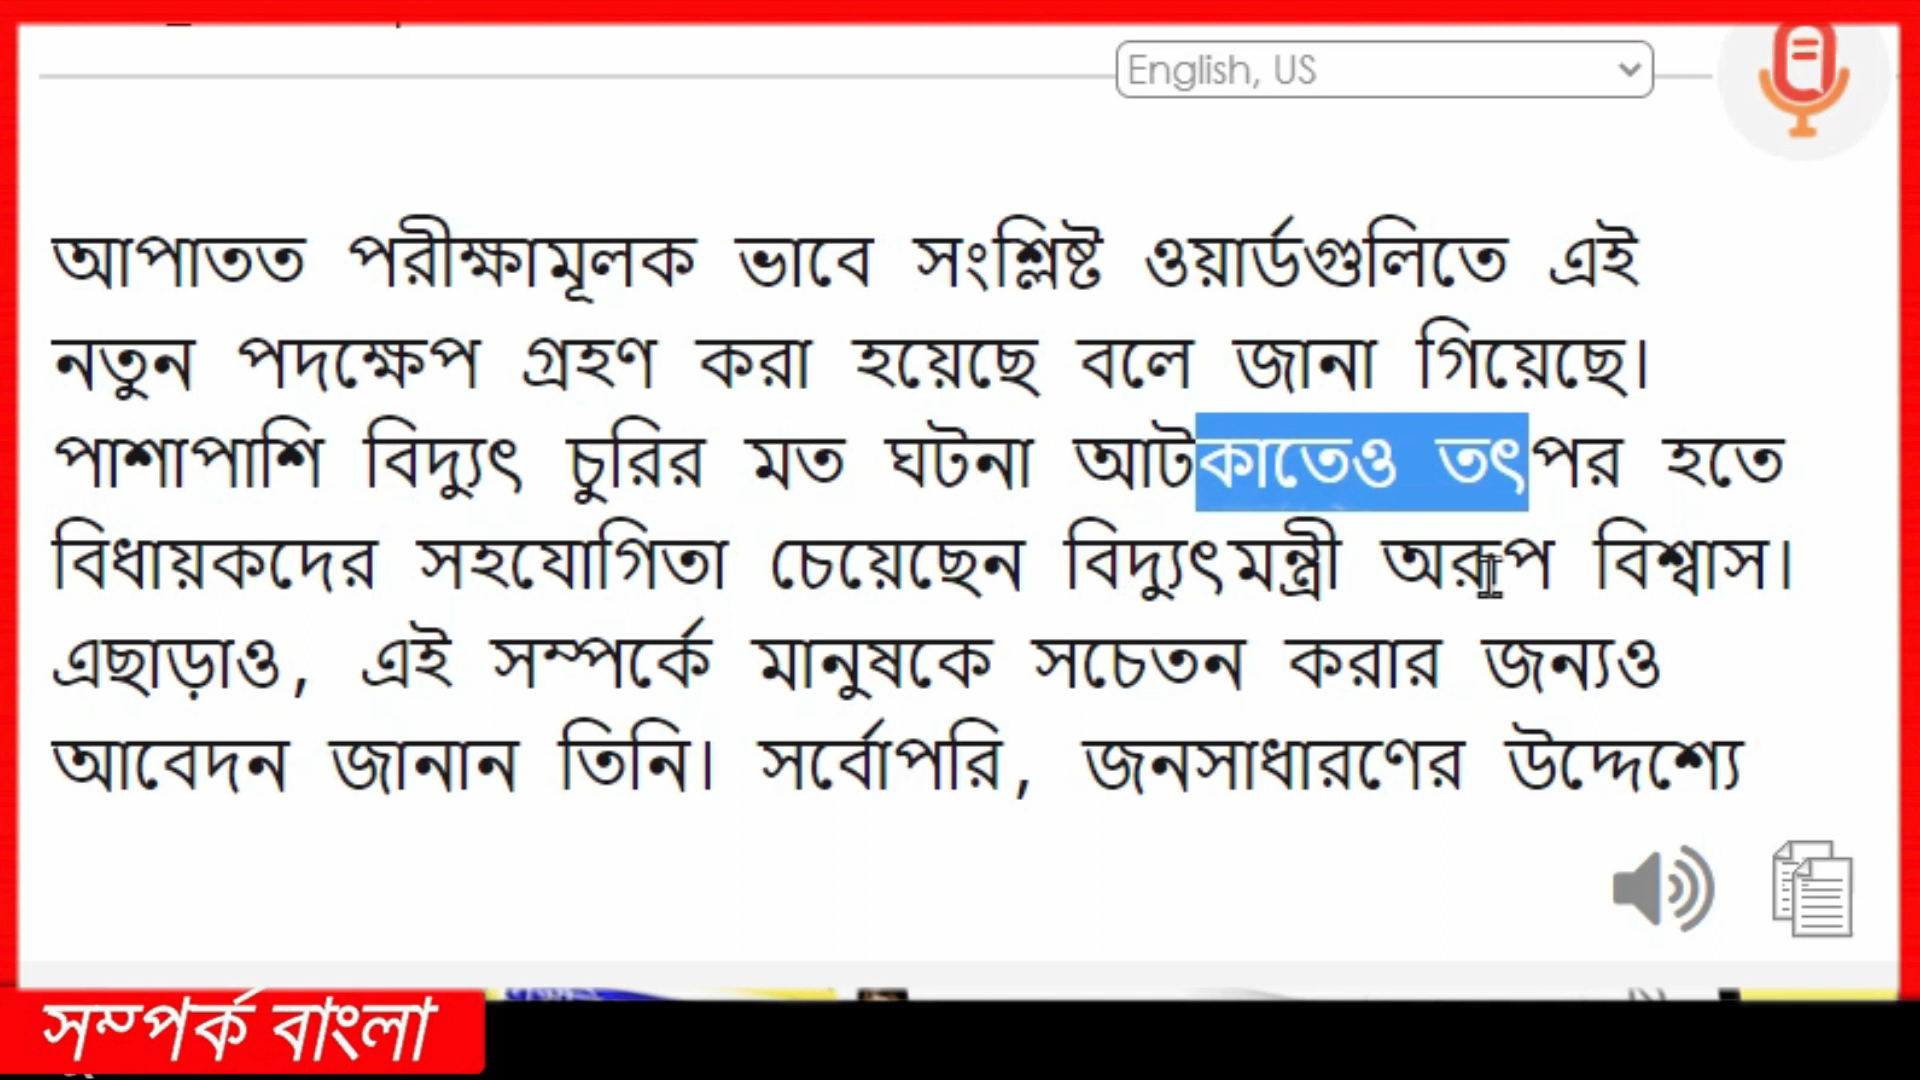 English, US
আপাতত পরীক্ষামূলক ভাবে সংশ্লিষ্ট ওয়ার্ডগুলিতে এই
নতুন পদক্ষেপ গ্রহণ করা হয়েছে বলে জানা গিয়েছে।
পাশাপাশি বিদ্যুৎ চুরির মত ঘটনা আটকাতেও তৎপর হতে
বিধায়কদের সহযোগিতা চেয়েছেন বিদ্যুৎমন্ত্রী অরূপ বিশ্বাস।
এছাড়াও, এই সম্পর্কে মানুষকে সচেতন করার জন্যও
আবেদন জানান তিনি। সর্বোপরি, জনসাধারণের উদ্দেশ্যে
সম্পর্ক বাংলা